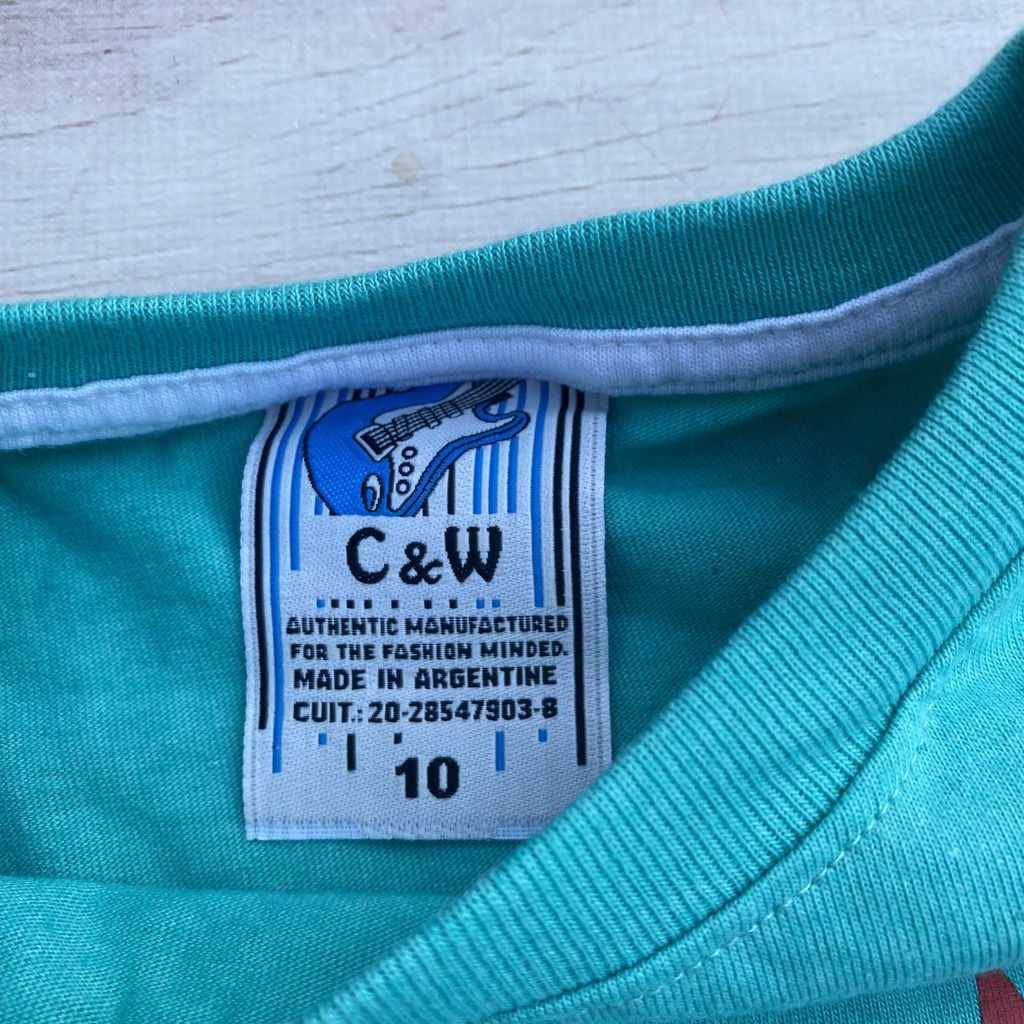 C & W
AUTHENTIC MANUFACTURED
FOR THE FASHION MINDED.
MADE IN ARGENTINE
CUIT.: 20-28547903-8
10